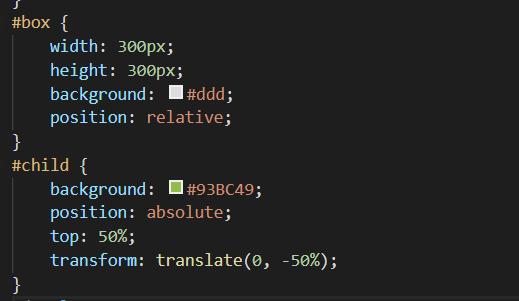 }
#box {
    width: 300px;
    height: 300px;
    background: #ddd;
    position: relative;
}
#child {
    background: #93BC49;
    position: absolute;
    top: 50%;
    transform: translate(0, -50%);
}